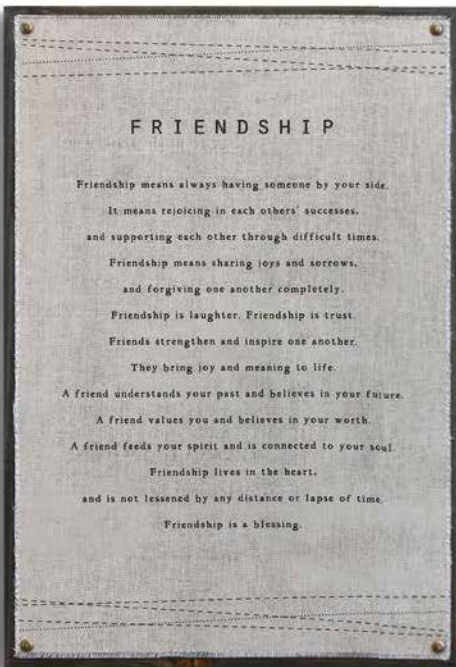 FRIENDSHIP
Friendship means always having someone by your side.
It means rejoicing in each others' successes,
and supporting each other through difficult times.
Friendship means sharing joys and sorrows,
and forgiving one another completely.
Friendship is laughter. Friendship is trust.
Friends strengthen and inspire one another.
They bring joy and meaning to life.
A friend understands your past and believes in your future.
A friend values you and believes in your worth.
A friend feeds your spirit and is connected to your soul.
Friendship lives in the heart,
and is not lessened by any distance or lapse of time.
Friendship is a blessing.